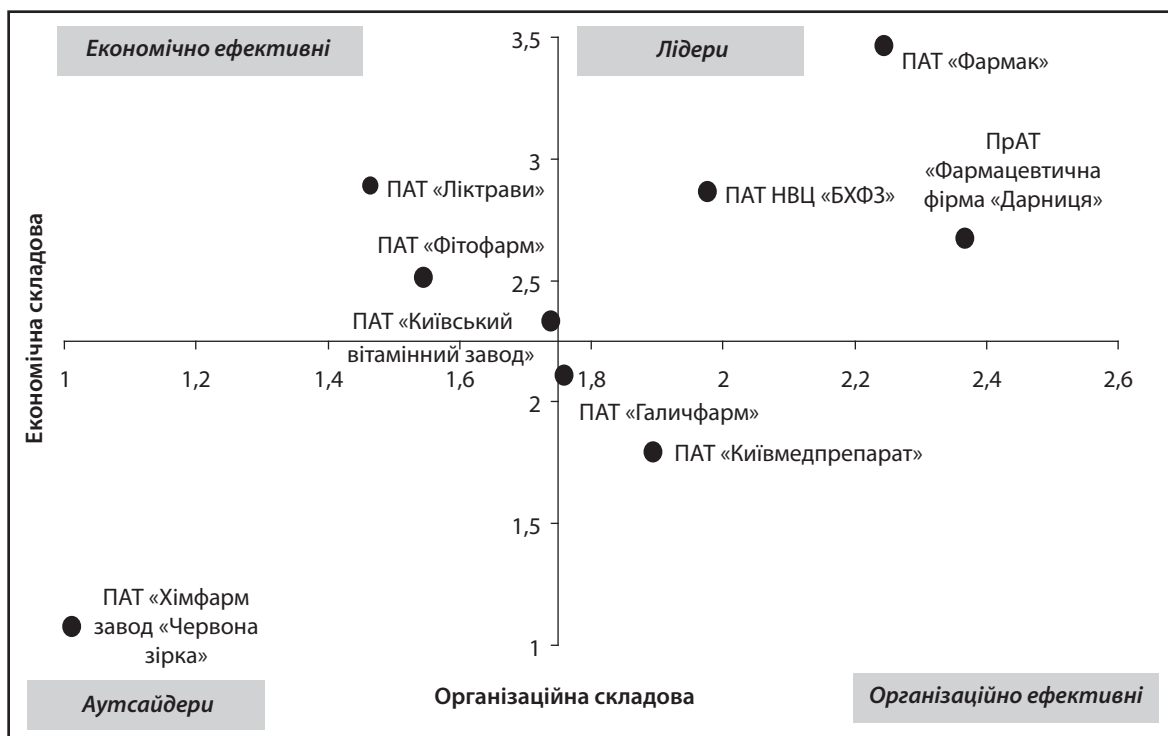 Економічно ефективні
Лідери
3,5
ПАТ «Фармак»
ПрАТ
«Фармацевтична
фірма «Дарниця»
3
ПАТ «Ліктрави»
ПАТ НВЦ «БХФЗ»
ПАТ «Фітофарм»
2,5
ПАТ «Київський
вітамінний завод»
Економічна складова
1
1,2
1,4
1,6
1,8
2
2,2
2,4
2,6
2
ПАТ «Галичфарм»
ПАТ «Київмедпрепарат»
1,5
ПАТ «Хімфарм
завод «Червона
зірка»
1
Аутсайдери
Організаційна складова
Організаційно ефективні